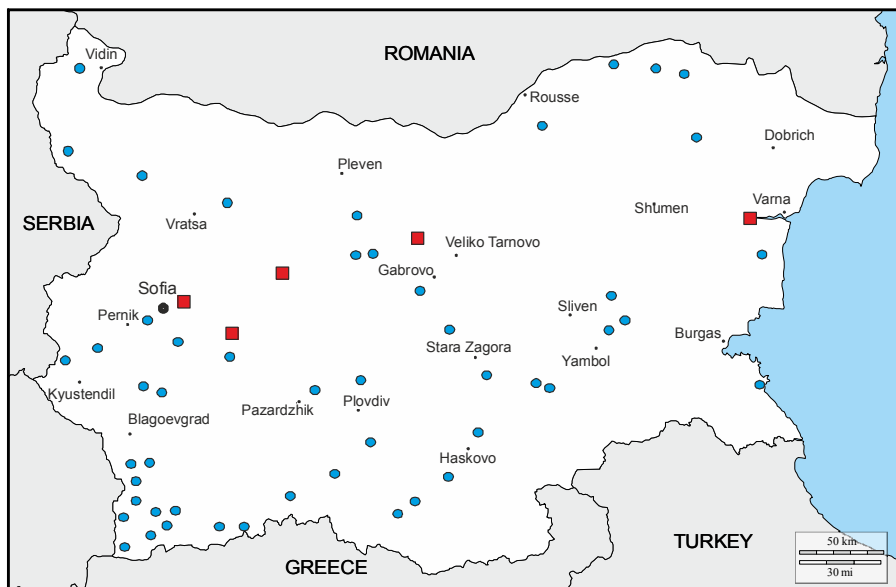 ROMANIA
Vidin
Rousse
Dobrich
Pleven
SERBIA
Vratsa
Shumen
Varna
Veliko Tarnovo
Gabrovo
Sofia
Pernik
Sliven
Burgas
Stara Zagora
Yambol
Kyustendil
Pazardzhik
Plovdiv
Blagoevgrad
Haskovo
TURKEY
50 km
30 mi
GREECE